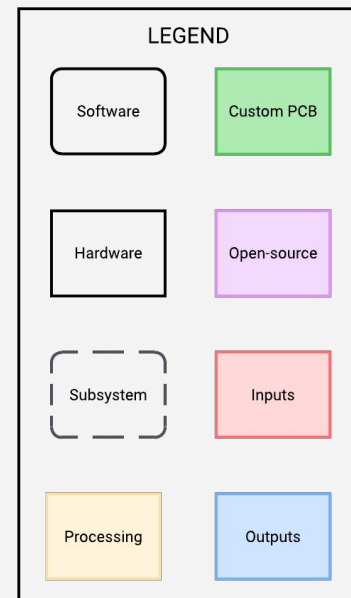 LEGEND
Software
Custom PCB
Hardware
Open-source
Subsystem
Inputs
Processing
Outputs